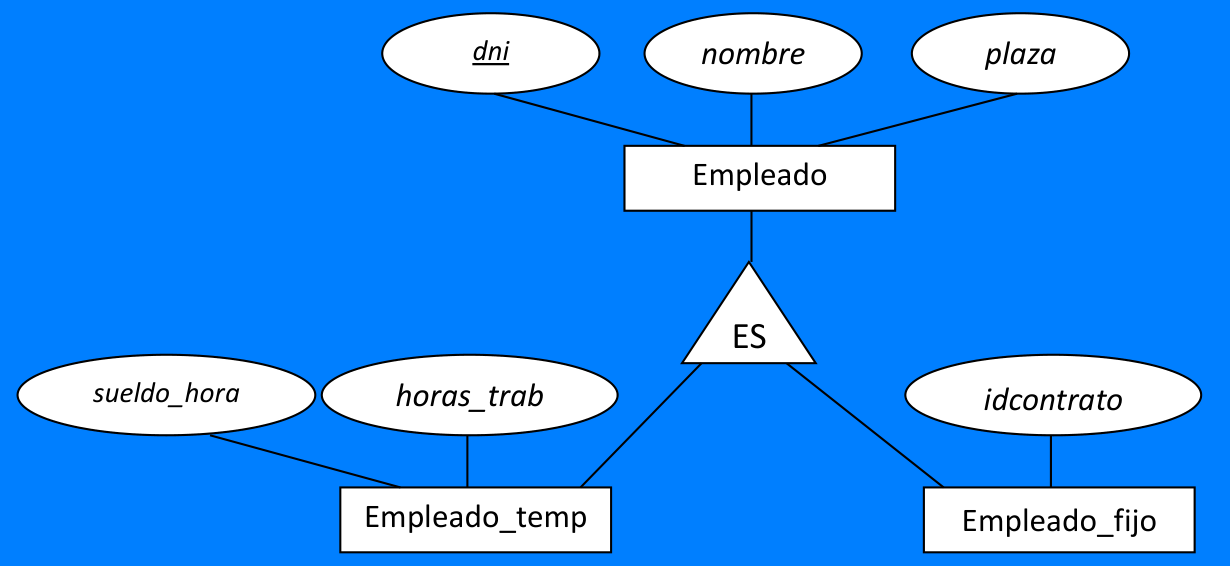 dni
nombre
plaza
Empleado
ES
sueldo_hora
horas_trab
idcontrato
Empleado_temp
Empleado_fijo